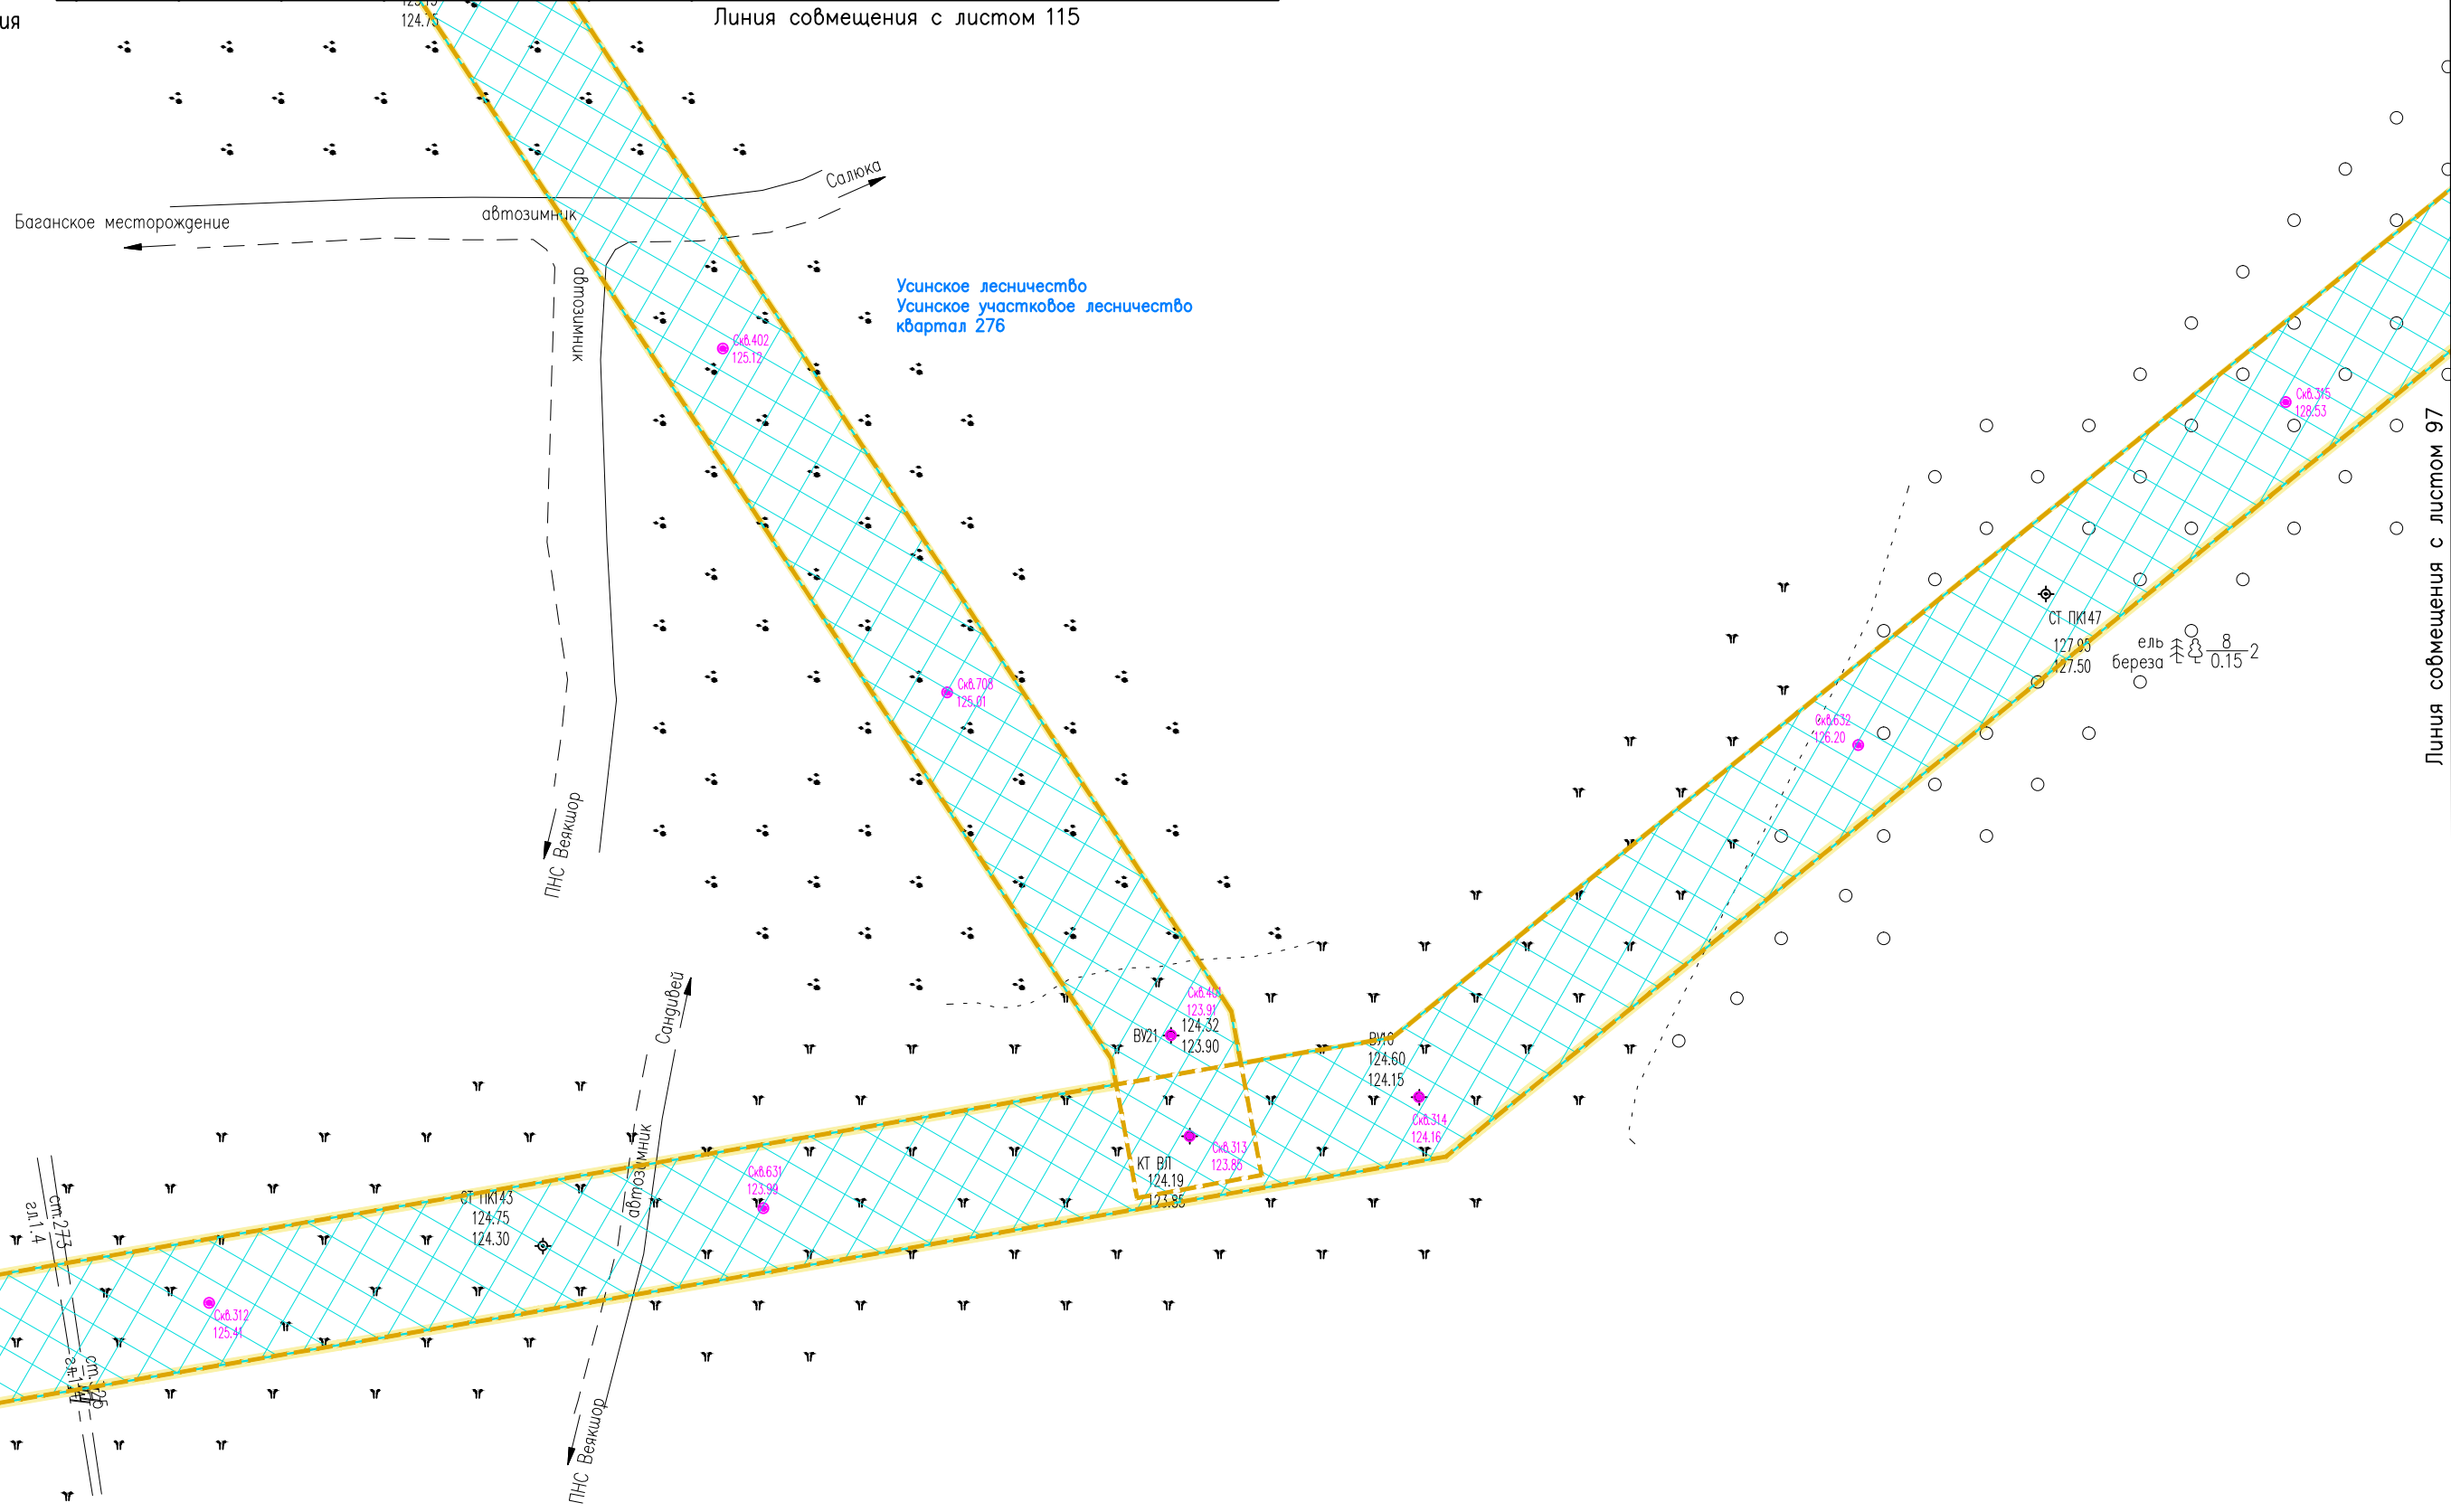 ия
124.75
Линия совмещения с листом 115
Салюка
Баганское месторождение
автозимник
автозимник
Усинское лесничество
Усинское участковое лесничество
квартал 276
Скв.402
125.12
Скв.315
128.53
Линия совмещения с листом 97
СТ ПК147
127.95
127.50
ель
береза
8
0.15
2
Скв.708
125.01
Скв.632
126.20
ПНС Веякшор
Сандивей
Скв.401
123.91
ВУ21
124.32
123.90
ВУ16
124.60
124.15
Скв.314
124.16
Скв.313
123.85
КТ ВЛ
124.19
123.85
автозимник
Скв.631
123.99
СТ ПК143
124.75
124.30
ст.273
гл.1.4
Скв.312
125.41
ПНС Веякшор